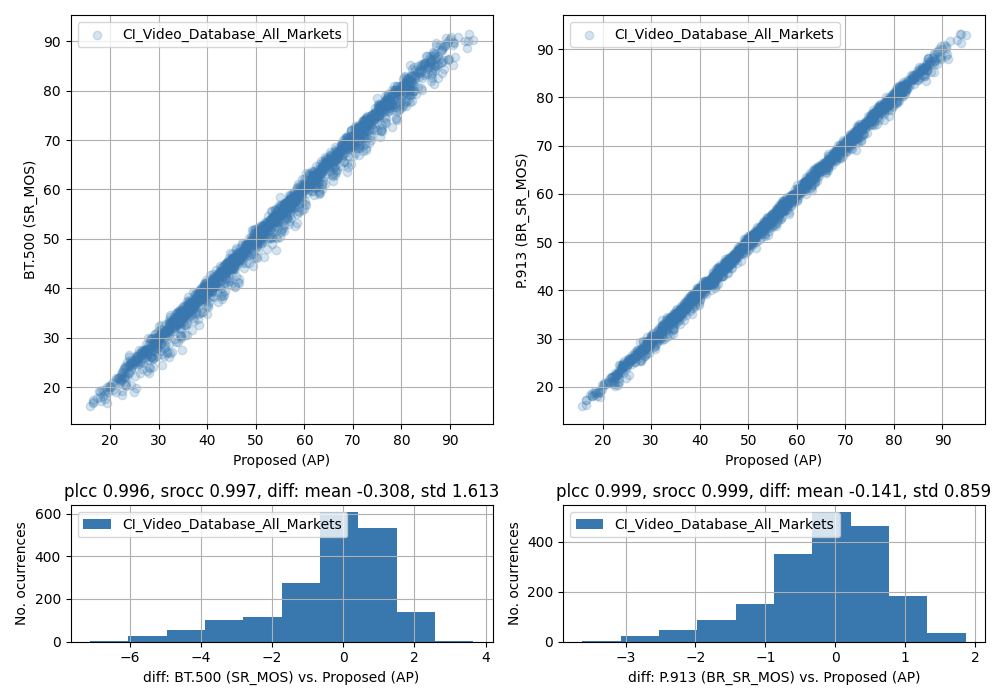 CI_Video_Database_All_Markets
90
80
70
60
50
40
30
20
BT.500 (SR_MOS)
20 30 40 50 60 70 80 90
Proposed (AP)
CI_Video_Database_All_Markets
90
80
70
60
50
40
30
20
P.913 (BR_SR_MOS)
20 30 40 50 60 70 80 90
Proposed (AP)
plcc 0.996, srocc 0.997, diff: mean -0.308, std 1.613
CI_Video_Database_All_Markets
600
400
200
0
No. ocurrences
−6 −4 −2 0 2 4
diff: BT.500 (SR_MOS) vs. Proposed (AP)
plcc 0.999, srocc 0.999, diff: mean -0.141, std 0.859
CI_Video_Database_All_Markets
400
200
0
No. ocurrences
−3 −2 −1 0 1 2
diff: P.913 (BR_SR_MOS) vs. Proposed (AP)